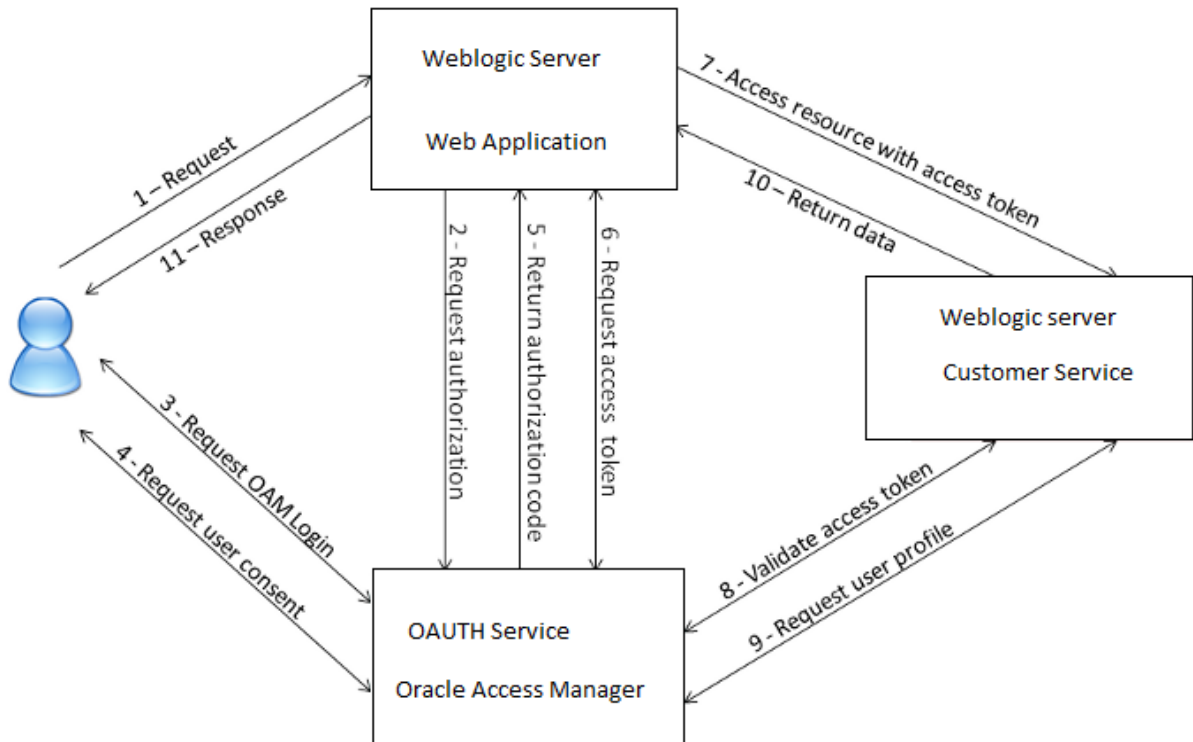 Weblogic Server
Web Application
1 – Request
11 – Response
2 - Request authorization
5 - Return authorization code
6 - Request access token
7 - Access resource with access token
10 – Return data
Weblogic server
Customer Service
3 - Request OAM Login
4 - Request user consent
8 - Validate access token
9 - Request user profile
OAUTH Service
Oracle Access Manager